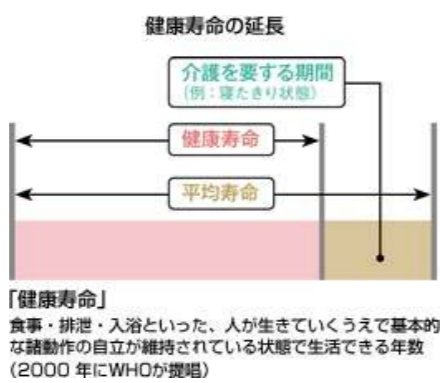 健康寿命の延長
介護を要する期間
(例：寝たきり状態)
健康寿命
平均寿命
「健康寿命」
食事・排泄・入浴といった、人が生きていくうえで基本的
な諸動作の自立が維持されている状態で生活できる年数
(2000 年にWHOが提唱)